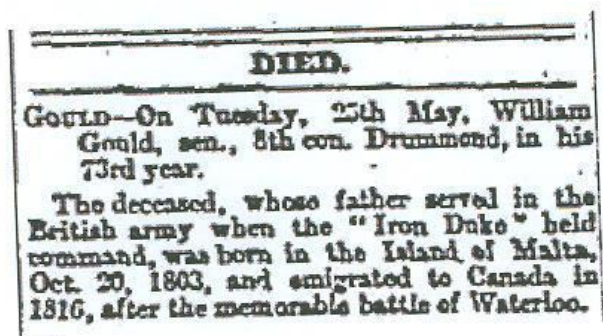 DIED.
GOULD—On Tuesday, 25th May, William
Gould, sen., 8th con. Drummond, in his
73rd year.
The deceased, whose father served in the
British army when the "Iron Duke" held
command, was born in the Island of Malta,
Oct. 20, 1803, and emigrated to Canada in
1816, after the memorable battle of Waterloo.